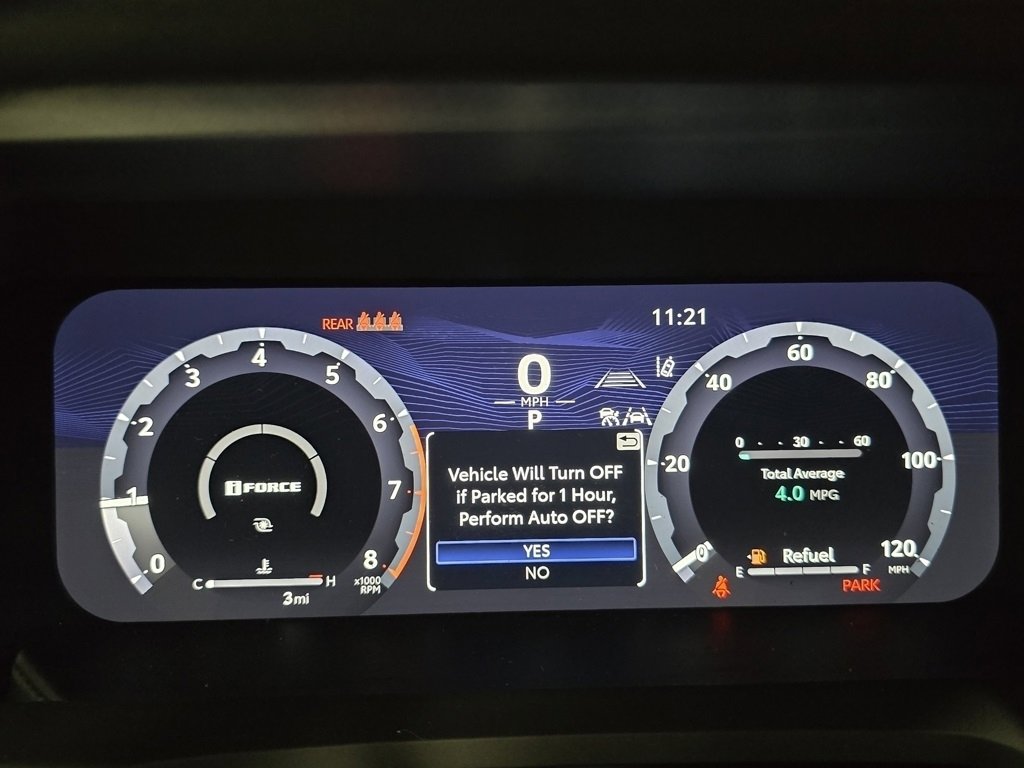 REAR
11:21
0
MPH
P
0
1
2
3
4
5
6
7
8
x1000
RPM
iFORCE
C H
3 mi
Vehicle Will Turn OFF
if Parked for 1 Hour,
Perform Auto OFF?
YES
NO
0
20
40
60
80
100
120
MPH
0 30 60
Total Average
4.0 MPG
Refuel
E F
PARK